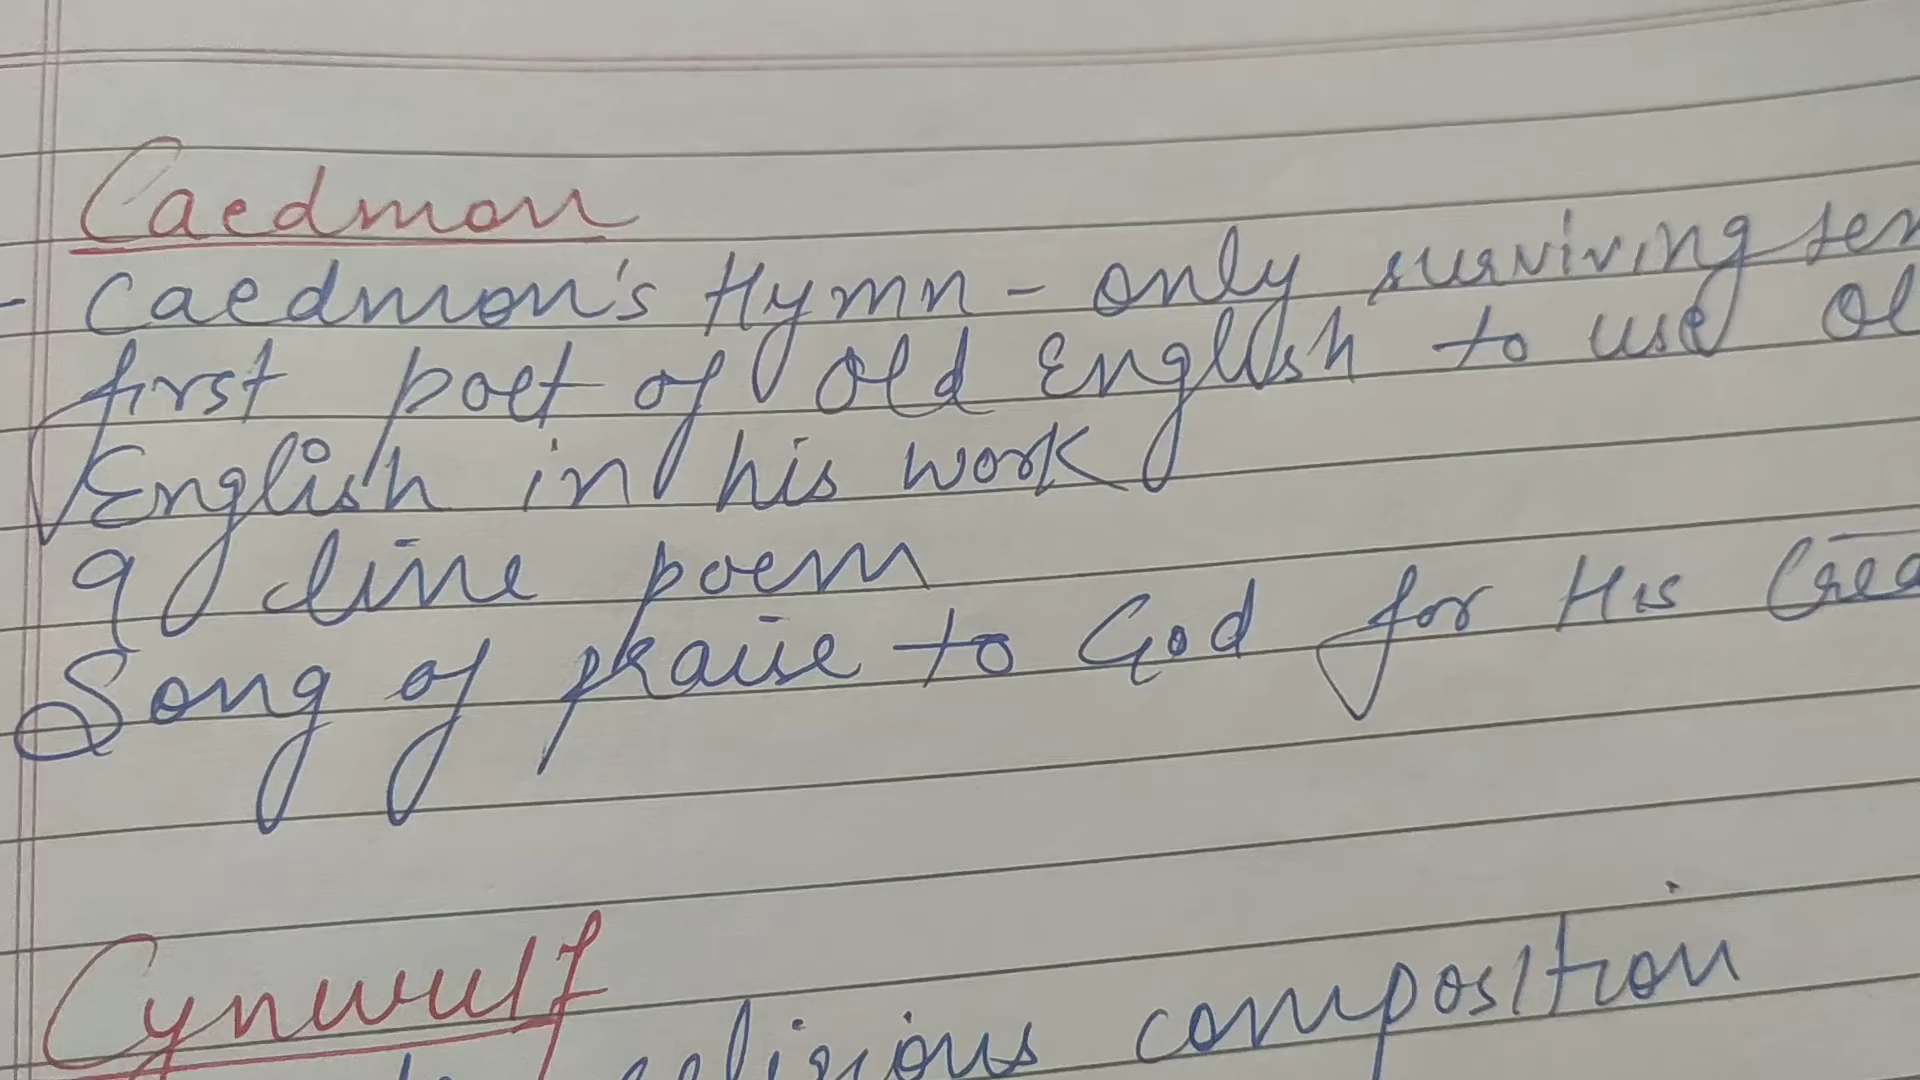 Caedmon
- Caedmon's Hymn - only surviving
first poet of Old English to use
English in his work
9 line poem
Song of praise to God for His
Cynwulf
religious composition